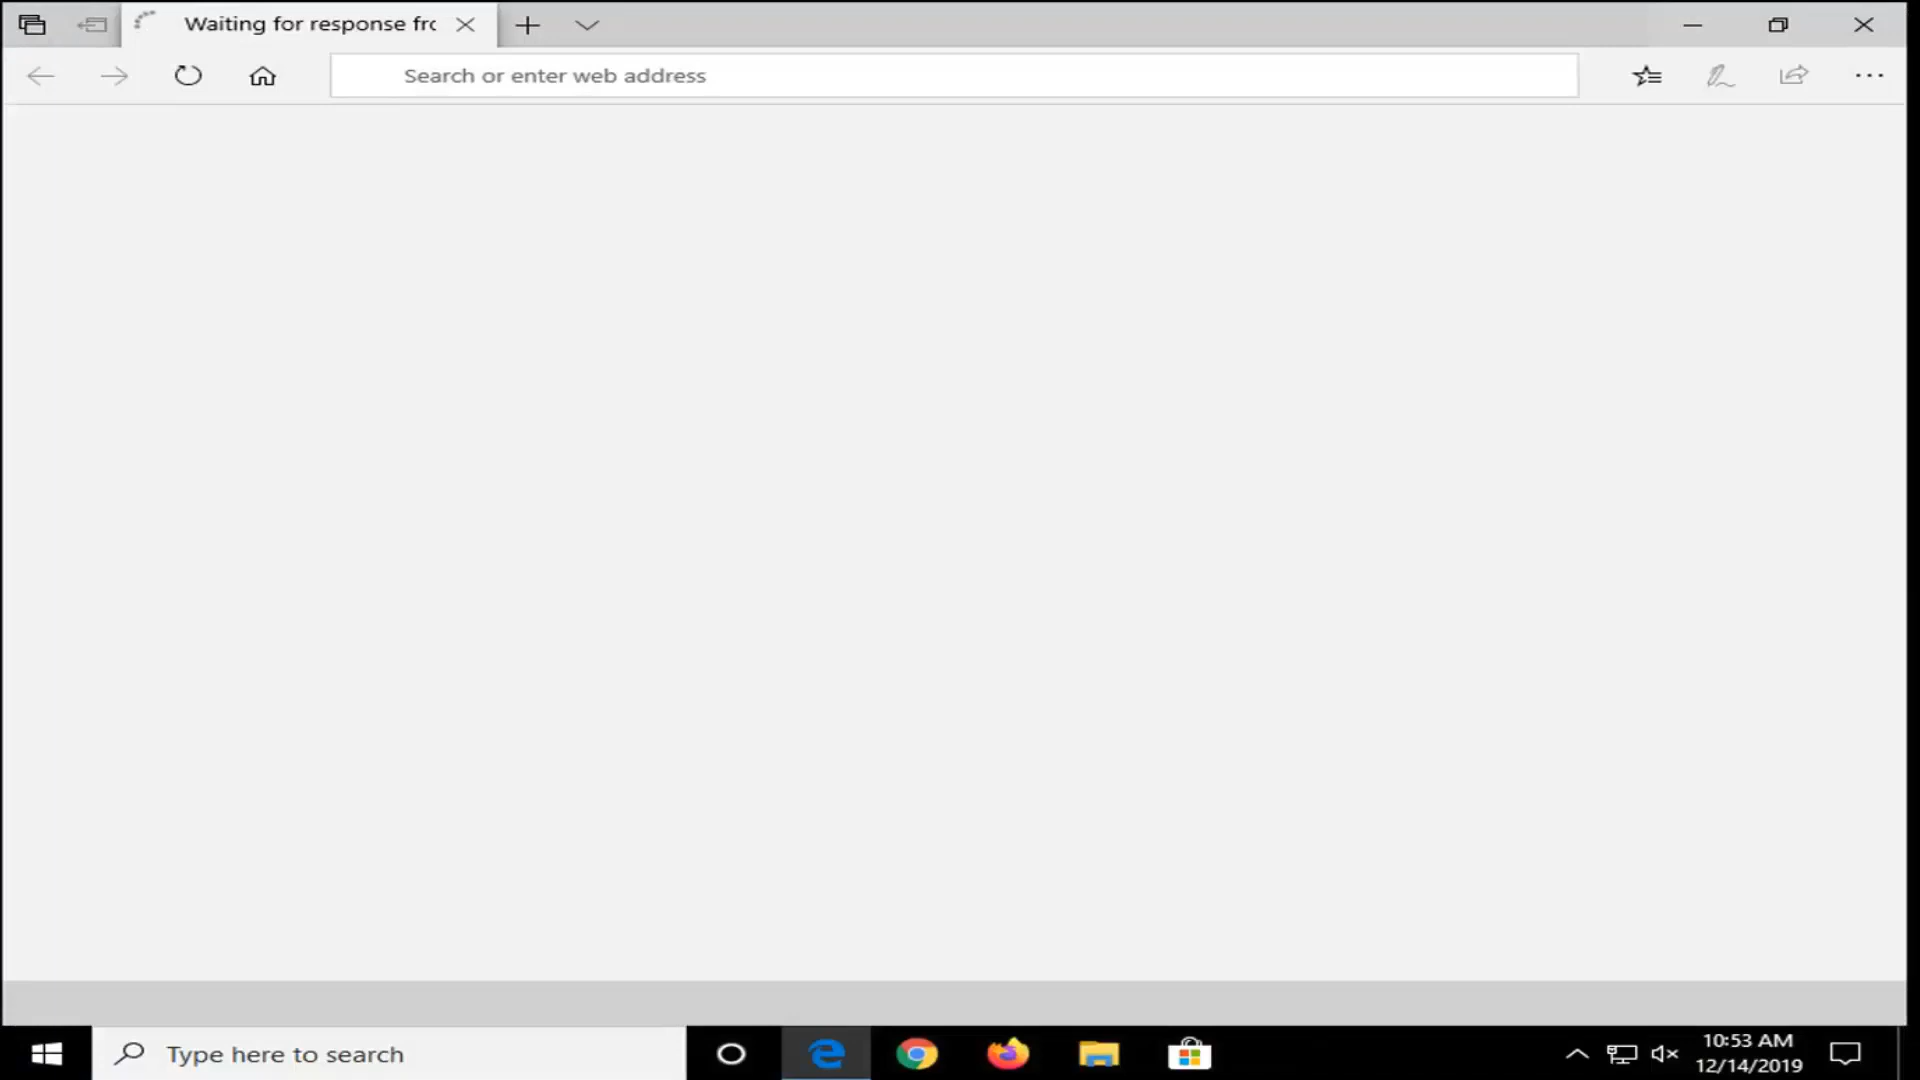 Waiting for response frc
Search or enter web address
Type here to search
10:53 AM
12/14/2019